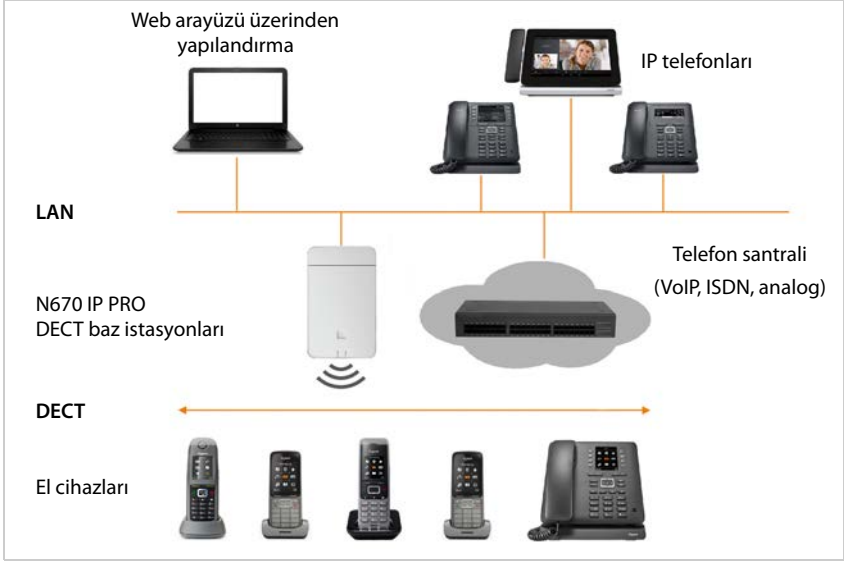 Web arayüzü üzerinden
yapılandırma
IP telefonları
LAN
Telefon santrali
(VoIP, ISDN, analog)
N670 IP PRO
DECT baz istasyonları
DECT
El cihazları